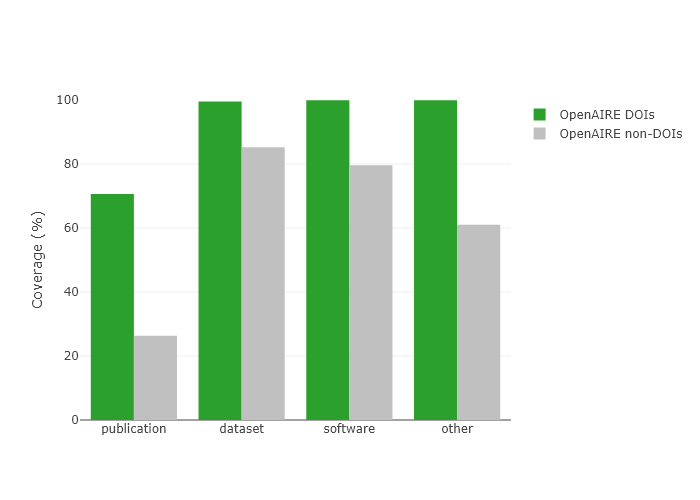 100
80
60
40
20
0
Coverage (%)
publication
dataset
software
other
OpenAIRE DOIs
OpenAIRE non-DOIs